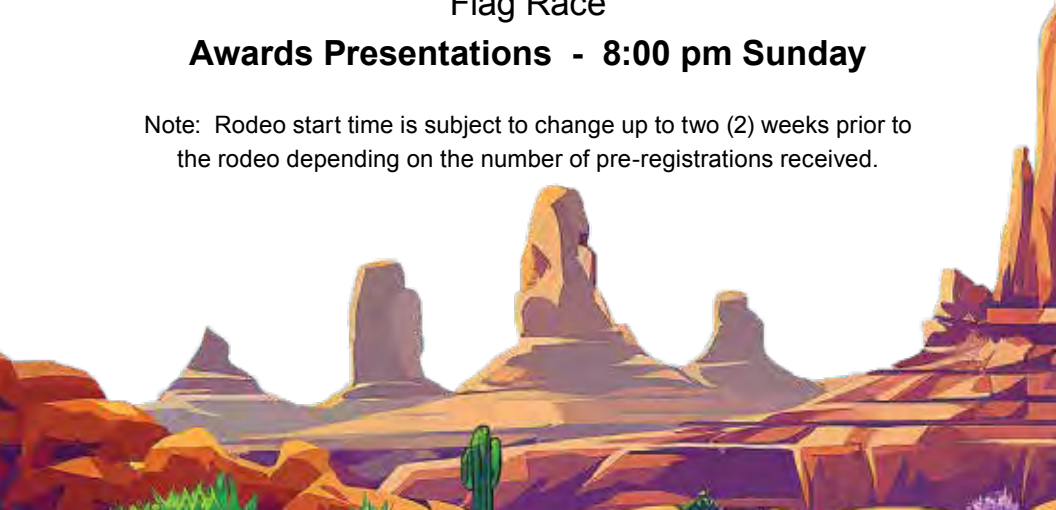 Flag Race
Awards Presentations - 8:00 pm Sunday
Note: Rodeo start time is subject to change up to two (2) weeks prior to
the rodeo depending on the number of pre-registrations received.